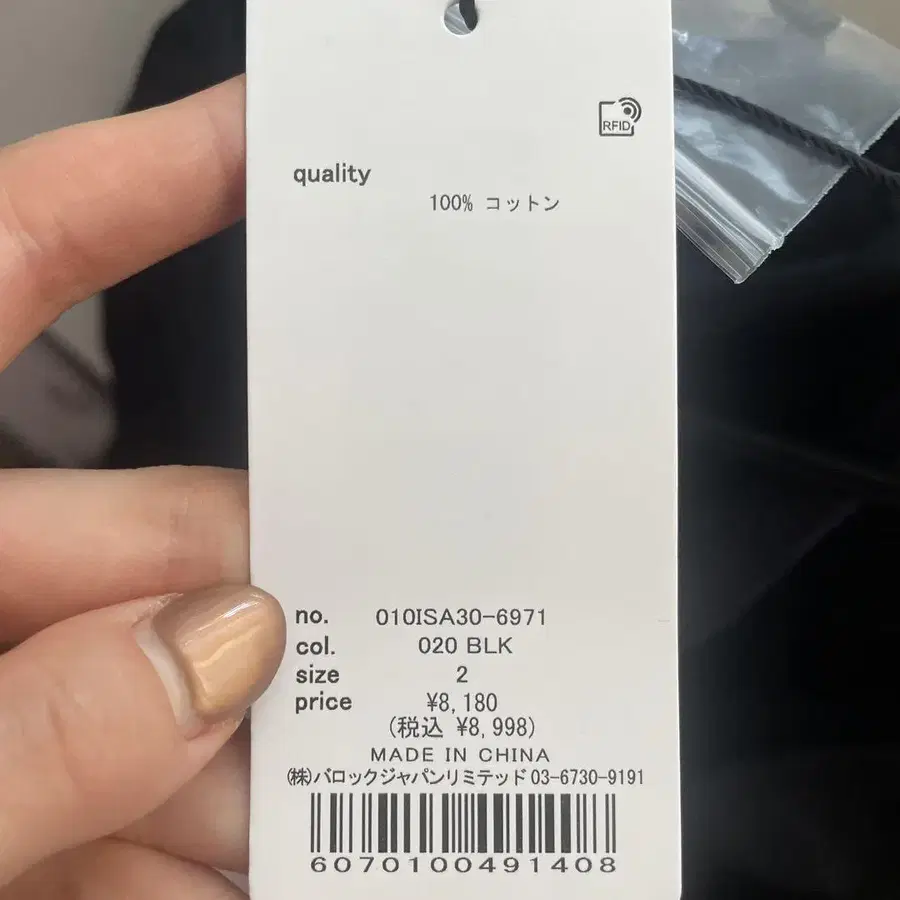 RFID
quality
100% コットン
no. 010ISA30-6971
col. 020 BLK
size 2
price ¥8,180
(税込 ¥8,998)
MADE IN CHINA
(株)バロックジャパンリミテッド 03-6730-9191
6070100491408